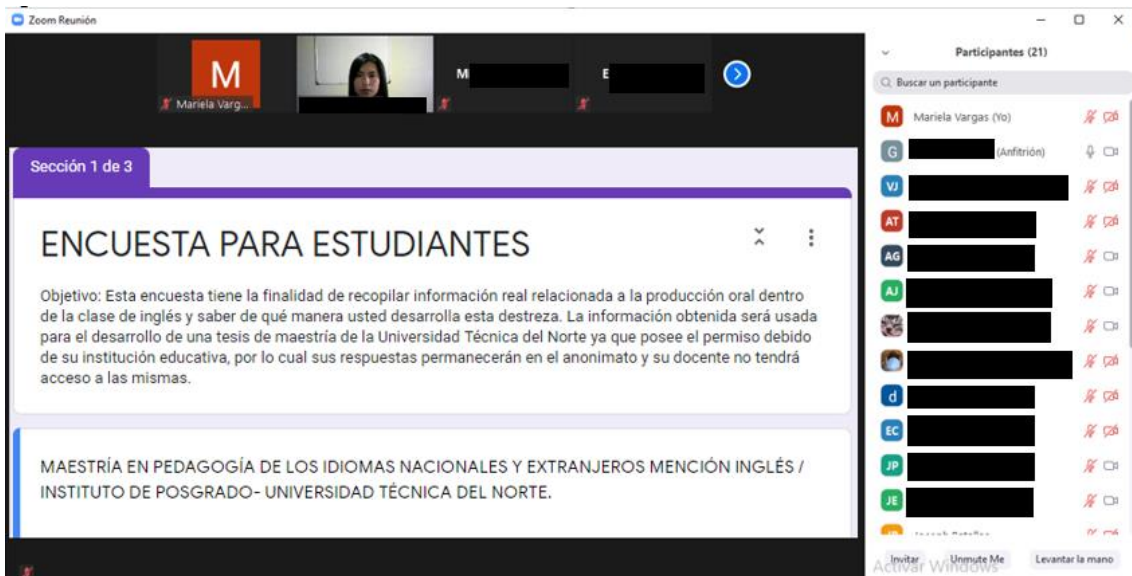 Zoom Reunión
M
Mariela Varg...
M
E
Participantes (21)
Buscar un participante
M Mariela Vargas (Yo)
G (Anfitrión)
VJ
AT
AG
AJ
d
EC
JP
JE
Sección 1 de 3
ENCUESTA PARA ESTUDIANTES
Objetivo: Esta encuesta tiene la finalidad de recopilar información real relacionada a la producción oral dentro
de la clase de inglés y saber de qué manera usted desarrolla esta destreza. La información obtenida será usada
para el desarrollo de una tesis de maestría de la Universidad Técnica del Norte ya que posee el permiso debido
de su institución educativa, por lo cual sus respuestas permanecerán en el anonimato y su docente no tendrá
acceso a las mismas.
MAESTRÍA EN PEDAGOGÍA DE LOS IDIOMAS NACIONALES Y EXTRANJEROS MENCIÓN INGLÉS /
INSTITUTO DE POSGRADO- UNIVERSIDAD TÉCNICA DEL NORTE.
Invitar Unmute Me Levantar la mano
Activar Windows